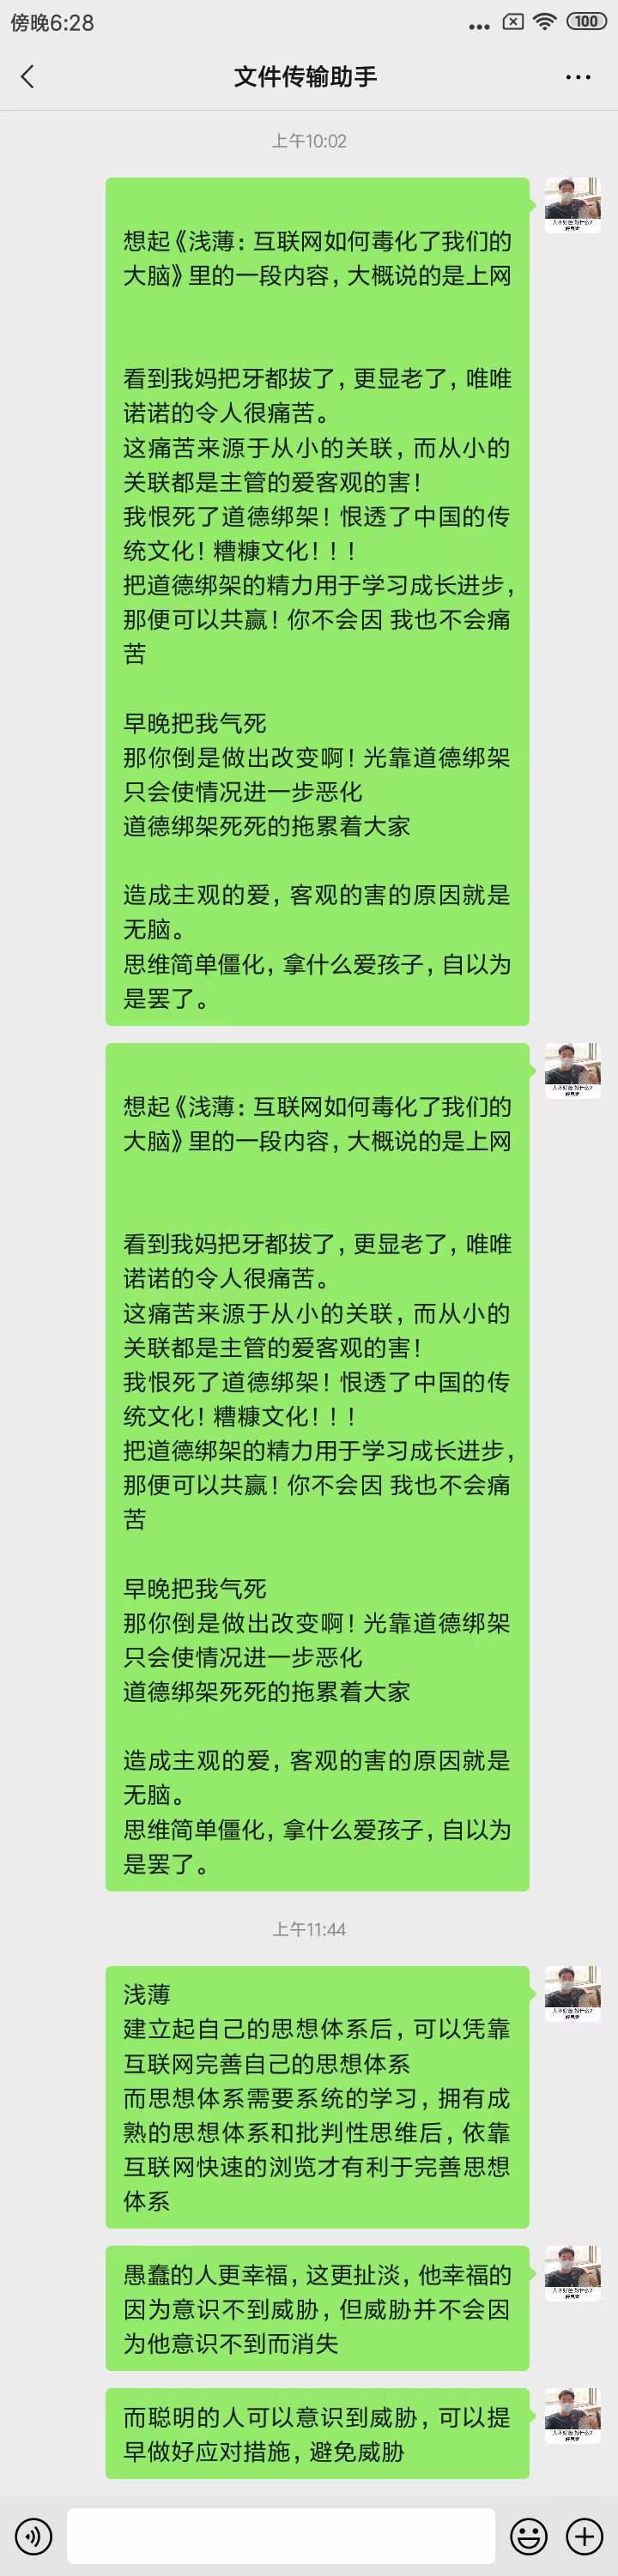 傍晚6:28
100
文件传输助手
上午10:02
想起《浅薄：互联网如何毒化了我们的
大脑》里的一段内容，大概说的是上网
看到我妈把牙都拔了，更显老了，唯唯
诺诺的令人很痛苦。
这痛苦来源于从小的关联，而从小的
关联都是主管的爱客观的害！
我恨死了道德绑架！恨透了中国的传
统文化！糟糠文化！！！
把道德绑架的精力用于学习成长进步，
那便可以共赢！你不会因 我也不会痛
苦
早晚把我气死
那你倒是做出改变啊！光靠道德绑架
只会使情况进一步恶化
道德绑架死死的拖累着大家
造成主观的爱，客观的害的原因就是
无脑。
思维简单僵化，拿什么爱孩子，自以为
是罢了。
想起《浅薄：互联网如何毒化了我们的
大脑》里的一段内容，大概说的是上网
看到我妈把牙都拔了，更显老了，唯唯
诺诺的令人很痛苦。
这痛苦来源于从小的关联，而从小的
关联都是主管的爱客观的害！
我恨死了道德绑架！恨透了中国的传
统文化！糟糠文化！！！
把道德绑架的精力用于学习成长进步，
那便可以共赢！你不会因 我也不会痛
苦
早晚把我气死
那你倒是做出改变啊！光靠道德绑架
只会使情况进一步恶化
道德绑架死死的拖累着大家
造成主观的爱，客观的害的原因就是
无脑。
思维简单僵化，拿什么爱孩子，自以为
是罢了。
上午11:44
浅薄
建立起自己的思想体系后，可以凭靠
互联网完善自己的思想体系
而思想体系需要系统的学习，拥有成
熟的思想体系和批判性思维后，依靠
互联网快速的浏览才有利于完善思想
体系
愚蠢的人更幸福，这更扯淡，他幸福的
因为意识不到威胁，但威胁并不会因
为他意识不到而消失
而聪明的人可以意识到威胁，可以提
早做好应对措施，避免威胁